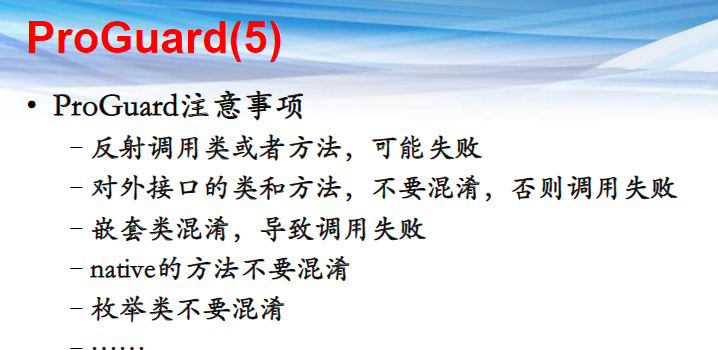 ProGuard(5)
• ProGuard注意事项
– 反射调用类或者方法，可能失败
– 对外接口的类和方法，不要混淆，否则调用失败
– 嵌套类混淆，导致调用失败
– native的方法不要混淆
– 枚举类不要混淆
– ……